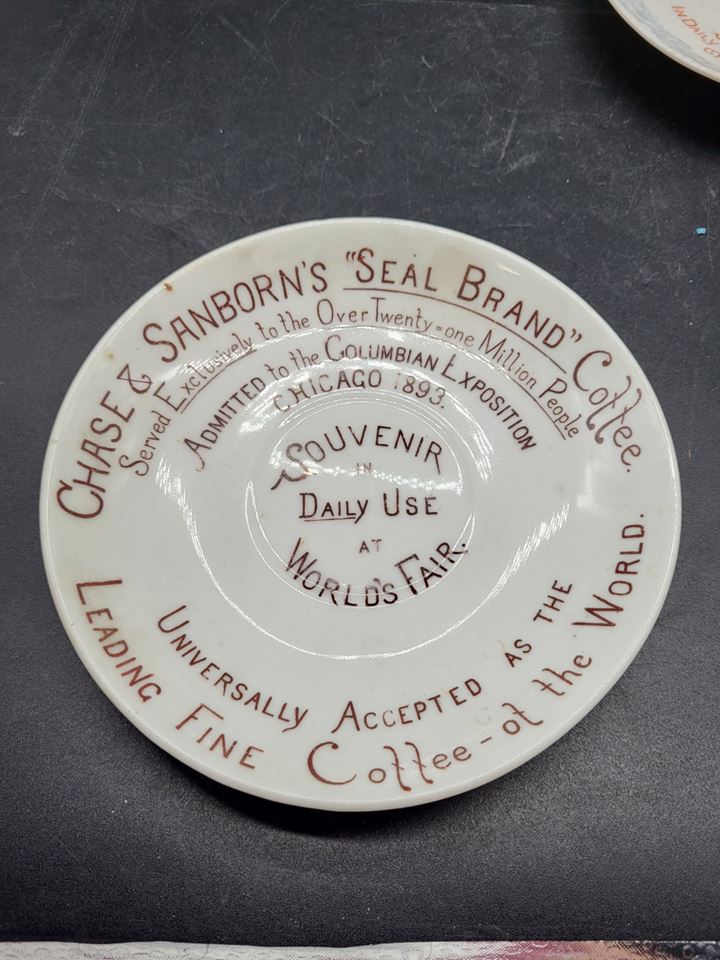 CHASE & SANBORN'S "SEAL BRAND" Coffee.
Served Exclusively to the Over Twenty=one Million People
ADMITTED to the COLUMBIAN EXPOSITION
CHICAGO 1893.
SOUVENIR
IN
DAILY USE
AT
WORLD'S FAIR.
UNIVERSALLY ACCEPTED AS THE
LEADING FINE Coffee - of the WORLD.
IN DAILY